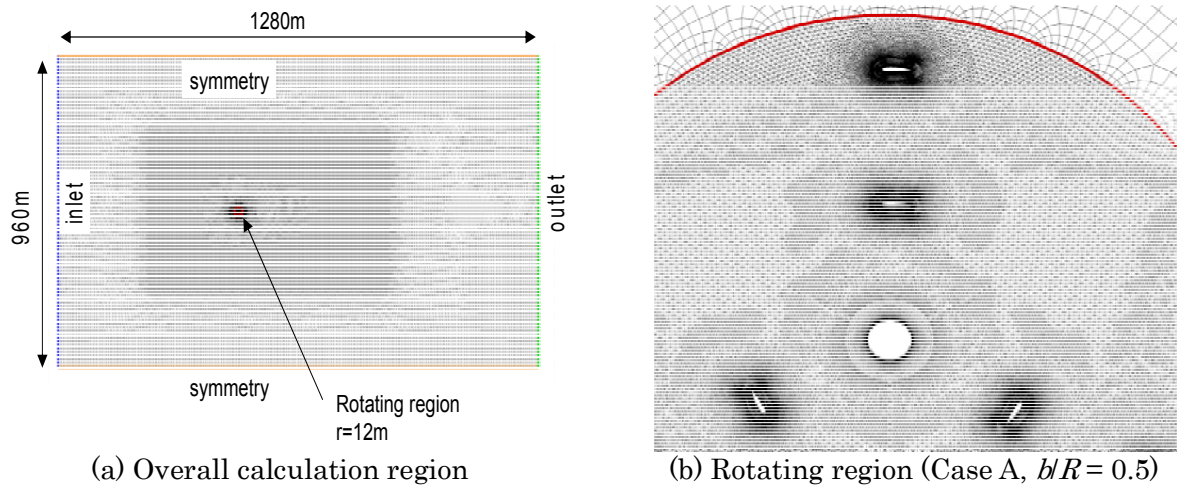 1280m
symmetry
960m
inlet
outlet
symmetry
Rotating region
r=12m
(a) Overall calculation region
(b) Rotating region (Case A, b/R = 0.5)